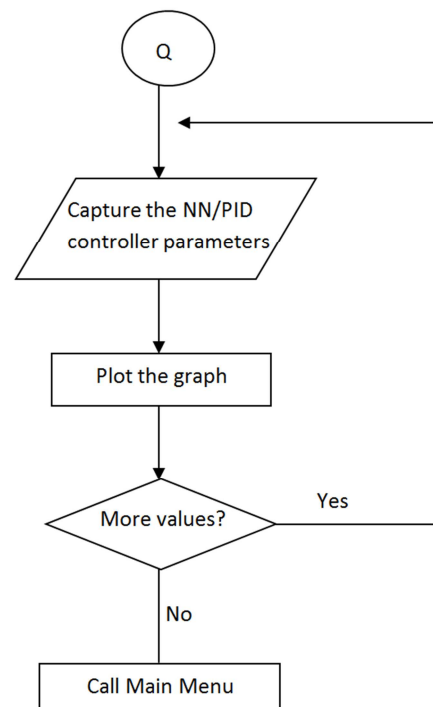 Q
Capture the NN/PID
controller parameters
Plot the graph
More values?
Yes
No
Call Main Menu